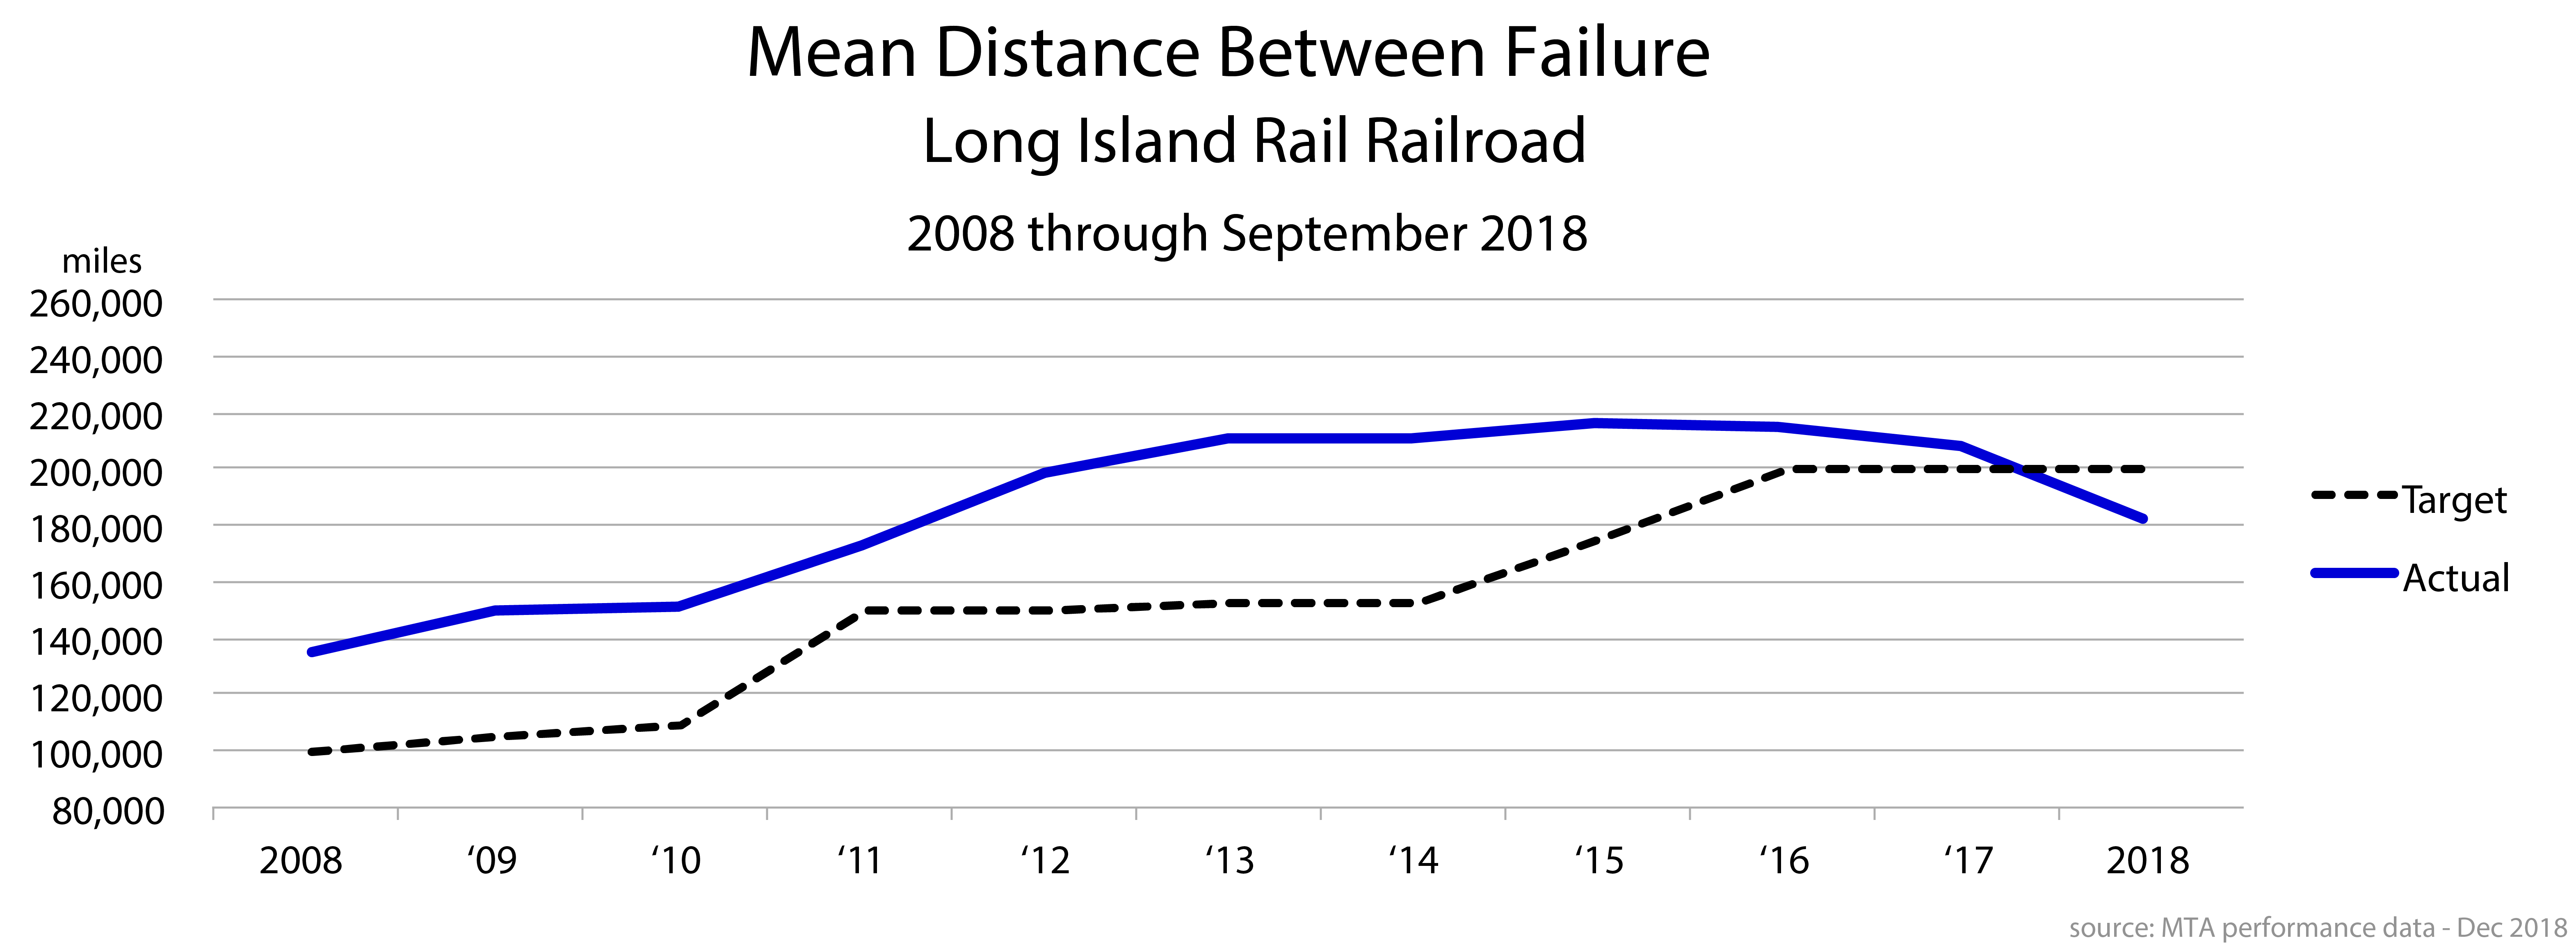 Mean Distance Between Failure
Long Island Rail Railroad
2008 through September 2018
miles
260,000
240,000
220,000
200,000
180,000
160,000
140,000
120,000
100,000
80,000
2008 ‘09 ‘10 ‘11 ‘12 ‘13 ‘14 ‘15 ‘16 ‘17 2018
Target
Actual
source: MTA performance data - Dec 2018